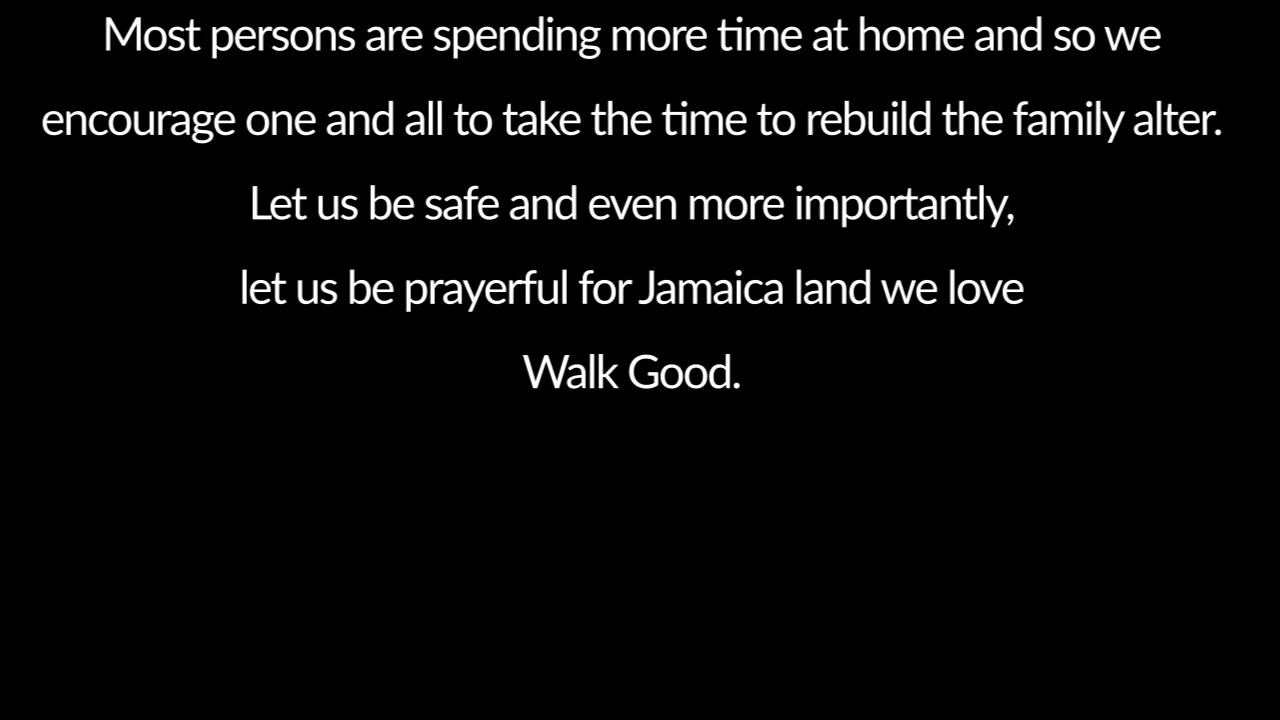 Most persons are spending more time at home and so we
encourage one and all to take the time to rebuild the family alter.
Let us be safe and even more importantly,
let us be prayerful for Jamaica land we love
Walk Good.